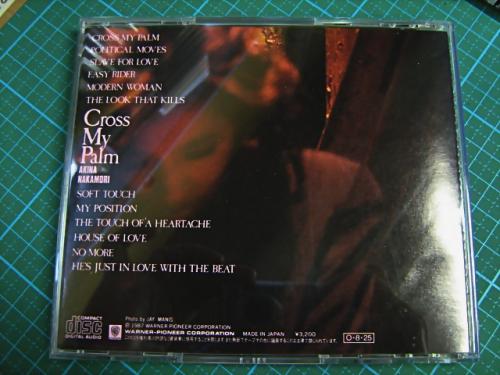 CROSS MY PALM
POLITICAL MOVES
SLAVE FOR LOVE
EASY RIDER
MODERN WOMAN
THE LOOK THAT KILLS
Cross
My
Palm
AKINA
NAKAMORI
SOFT TOUCH
MY POSITION
THE TOUCH OF A HEARTACHE
HOUSE OF LOVE
NO MORE
HE'S JUST IN LOVE WITH THE BEAT
Photo by JAY MANIS
COMPACT
disc
DIGITAL AUDIO
℗ 1987 WARNER-PIONEER CORPORATION
WARNER-PIONEER CORPORATION
MADE IN JAPAN
¥3,200
O・8・25